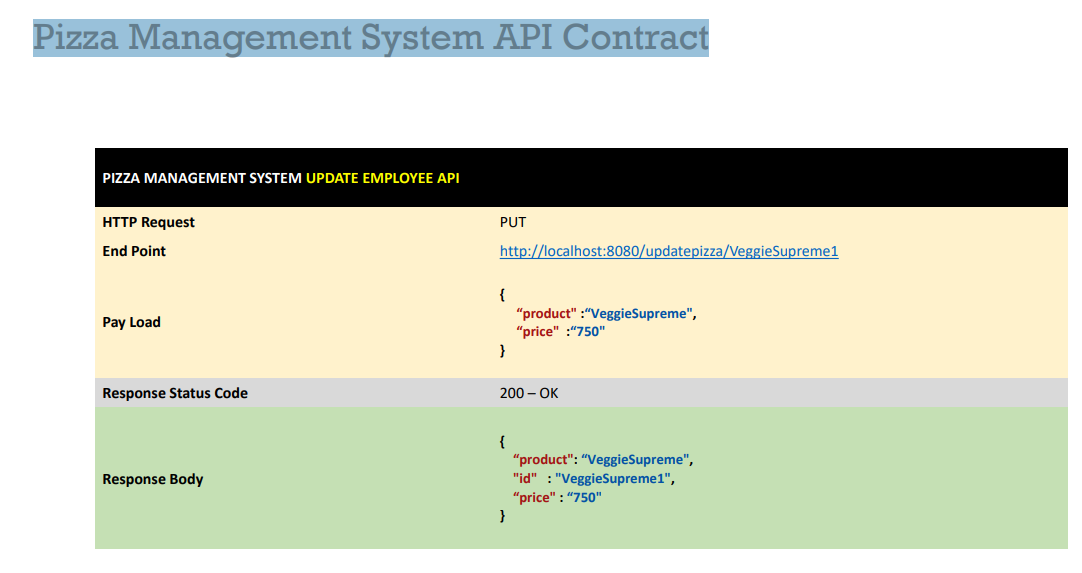 Pizza Management System API Contract
PIZZA MANAGEMENT SYSTEM UPDATE EMPLOYEE API
HTTP Request PUT
End Point http://localhost:8080/updatepizza/VeggieSupreme1
Pay Load
{
“product" :“VeggieSupreme",
“price" :“750"
}
Response Status Code 200 – OK
Response Body
{
“product": “VeggieSupreme",
"id" : "VeggieSupreme1",
“price" : “750"
}